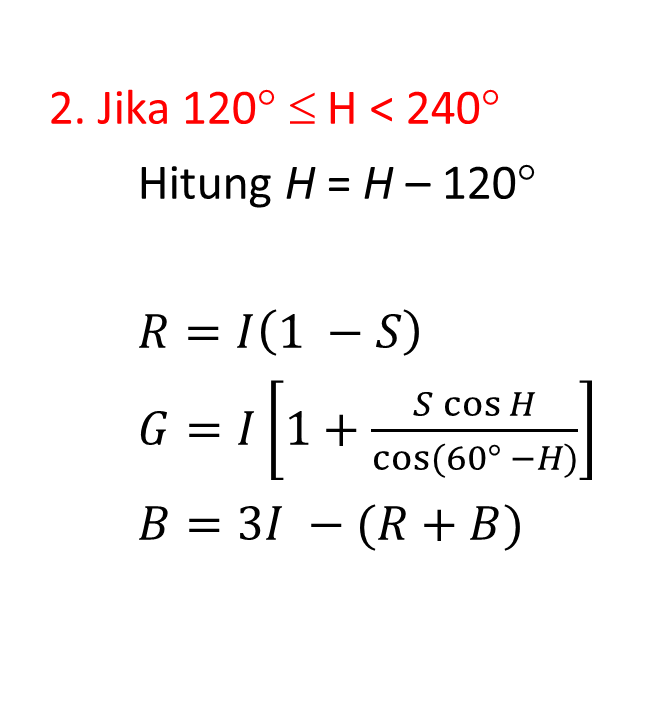 2. Jika 120° ≤ H < 240°
Hitung H = H – 120°
R = I(1 − S)
G = I [1 + S cos H / cos(60° −H)]
B = 3I − (R + B)